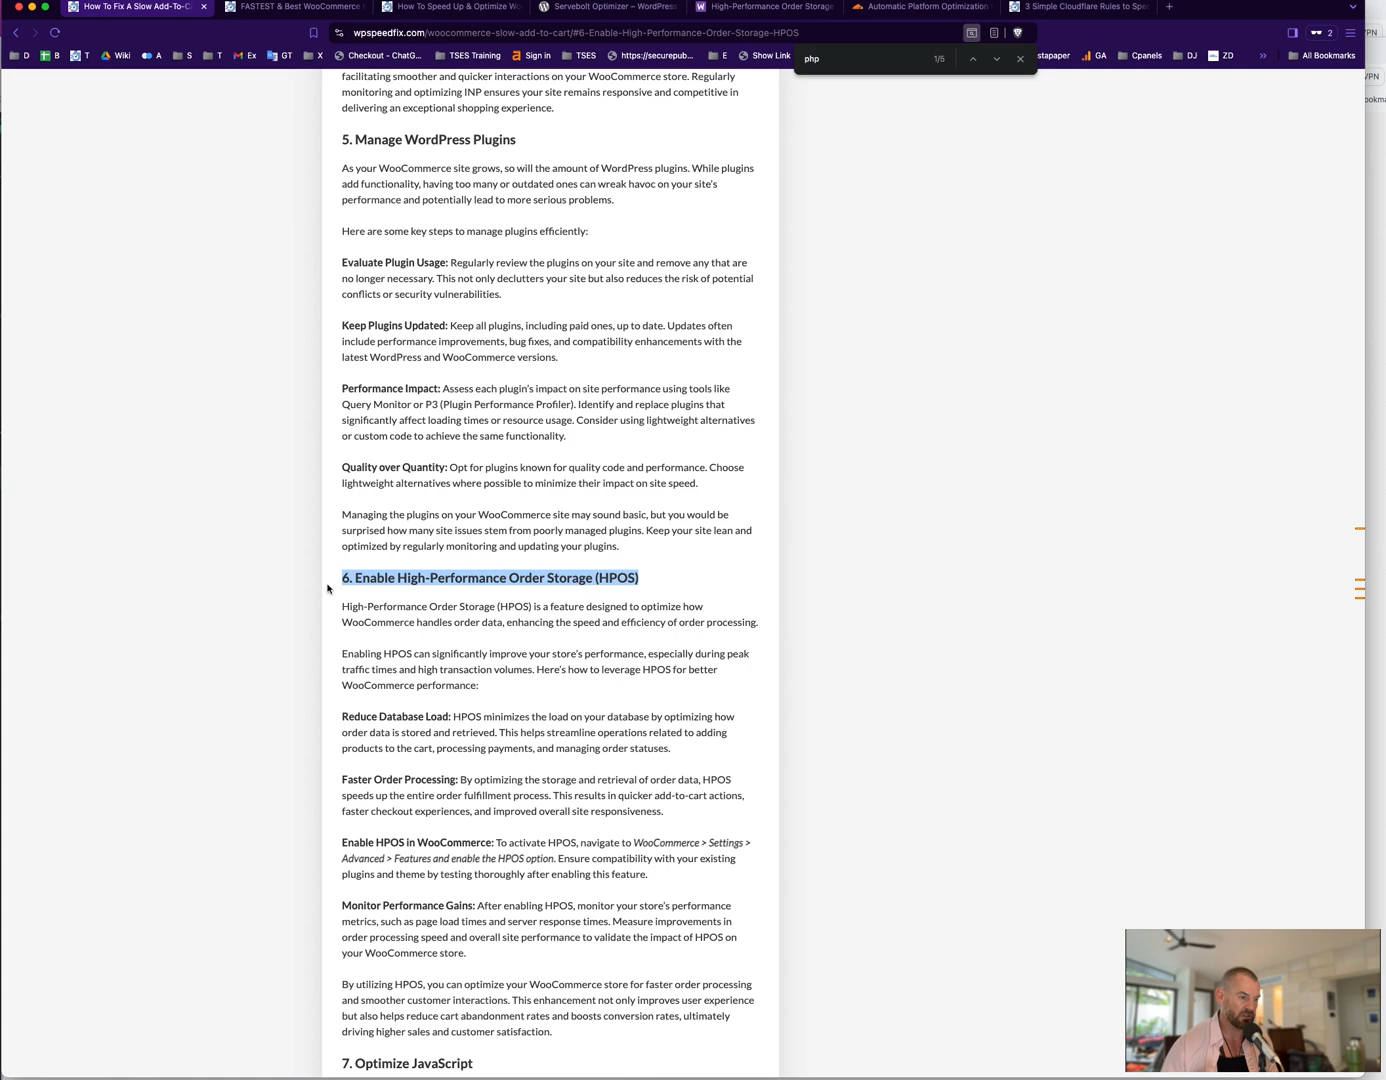 How To Fix A Slow Add-To-C
FASTEST & Best WooCommerce
How To Speed Up & Optimize Wo
Servebolt Optimizer – WordPress
High-Performance Order Storage
Automatic Platform Optimization
3 Simple Cloudflare Rules to Spe
wpspeedfix.com/woocommerce-slow-add-to-cart/#6-Enable-High-Performance-Order-Storage-HPOS
2
VPN
D
B
T
Wiki
A
S
T
Ex
GT
X
Checkout - ChatG...
TSES Training
Sign in
TSES
https://securepub...
E
Show Link
stapaper
GA
Cpanels
DJ
ZD
All Bookmarks
php
1/5
VPN
ookma
facilitating smoother and quicker interactions on your WooCommerce store. Regularly
monitoring and optimizing INP ensures your site remains responsive and competitive in
delivering an exceptional shopping experience.
5. Manage WordPress Plugins
As your WooCommerce site grows, so will the amount of WordPress plugins. While plugins
add functionality, having too many or outdated ones can wreak havoc on your site's
performance and potentially lead to more serious problems.
Here are some key steps to manage plugins efficiently:
Evaluate Plugin Usage: Regularly review the plugins on your site and remove any that are
no longer necessary. This not only declutters your site but also reduces the risk of potential
conflicts or security vulnerabilities.
Keep Plugins Updated: Keep all plugins, including paid ones, up to date. Updates often
include performance improvements, bug fixes, and compatibility enhancements with the
latest WordPress and WooCommerce versions.
Performance Impact: Assess each plugin's impact on site performance using tools like
Query Monitor or P3 (Plugin Performance Profiler). Identify and replace plugins that
significantly affect loading times or resource usage. Consider using lightweight alternatives
or custom code to achieve the same functionality.
Quality over Quantity: Opt for plugins known for quality code and performance. Choose
lightweight alternatives where possible to minimize their impact on site speed.
Managing the plugins on your WooCommerce site may sound basic, but you would be
surprised how many site issues stem from poorly managed plugins. Keep your site lean and
optimized by regularly monitoring and updating your plugins.
6. Enable High-Performance Order Storage (HPOS)
High-Performance Order Storage (HPOS) is a feature designed to optimize how
WooCommerce handles order data, enhancing the speed and efficiency of order processing.
Enabling HPOS can significantly improve your store's performance, especially during peak
traffic times and high transaction volumes. Here's how to leverage HPOS for better
WooCommerce performance:
Reduce Database Load: HPOS minimizes the load on your database by optimizing how
order data is stored and retrieved. This helps streamline operations related to adding
products to the cart, processing payments, and managing order statuses.
Faster Order Processing: By optimizing the storage and retrieval of order data, HPOS
speeds up the entire order fulfillment process. This results in quicker add-to-cart actions,
faster checkout experiences, and improved overall site responsiveness.
Enable HPOS in WooCommerce: To activate HPOS, navigate to WooCommerce > Settings >
Advanced > Features and enable the HPOS option. Ensure compatibility with your existing
plugins and theme by testing thoroughly after enabling this feature.
Monitor Performance Gains: After enabling HPOS, monitor your store's performance
metrics, such as page load times and server response times. Measure improvements in
order processing speed and overall site performance to validate the impact of HPOS on
your WooCommerce store.
By utilizing HPOS, you can optimize your WooCommerce store for faster order processing
and smoother customer interactions. This enhancement not only improves user experience
but also helps reduce cart abandonment rates and boosts conversion rates, ultimately
driving higher sales and customer satisfaction.
7. Optimize JavaScript